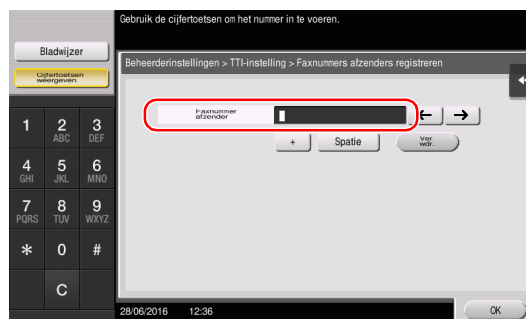 Gebruik de cijfertoetsen om het nummer in te voeren.
Bladwijzer
Cijfertoetsen
weergeven
Beheerderinstellingen > TTI-instelling > Faxnummers afzenders registreren
Faxnummer
afzender
← →
+ Spatie Ver
wdr.
1 2 3
ABC DEF
4 5 6
GHI JKL MNO
7 8 9
PQRS TUV WXYZ
* 0 #
C
28/06/2016 12:36 OK